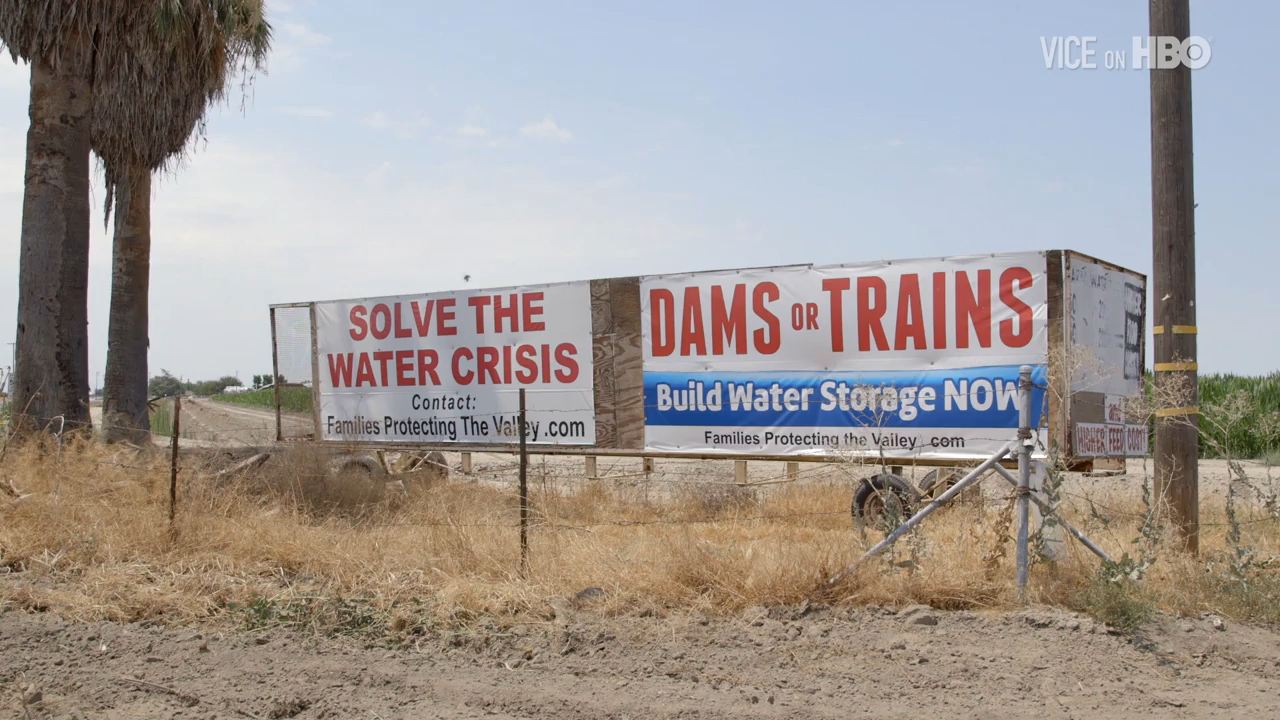 VICE ON HBO
SOLVE THE
WATER CRISIS
Contact:
Families Protecting The Valley .com
DAMS OR TRAINS
Build Water Storage NOW
Families Protecting the Valley .com
HIGHER FEED COST